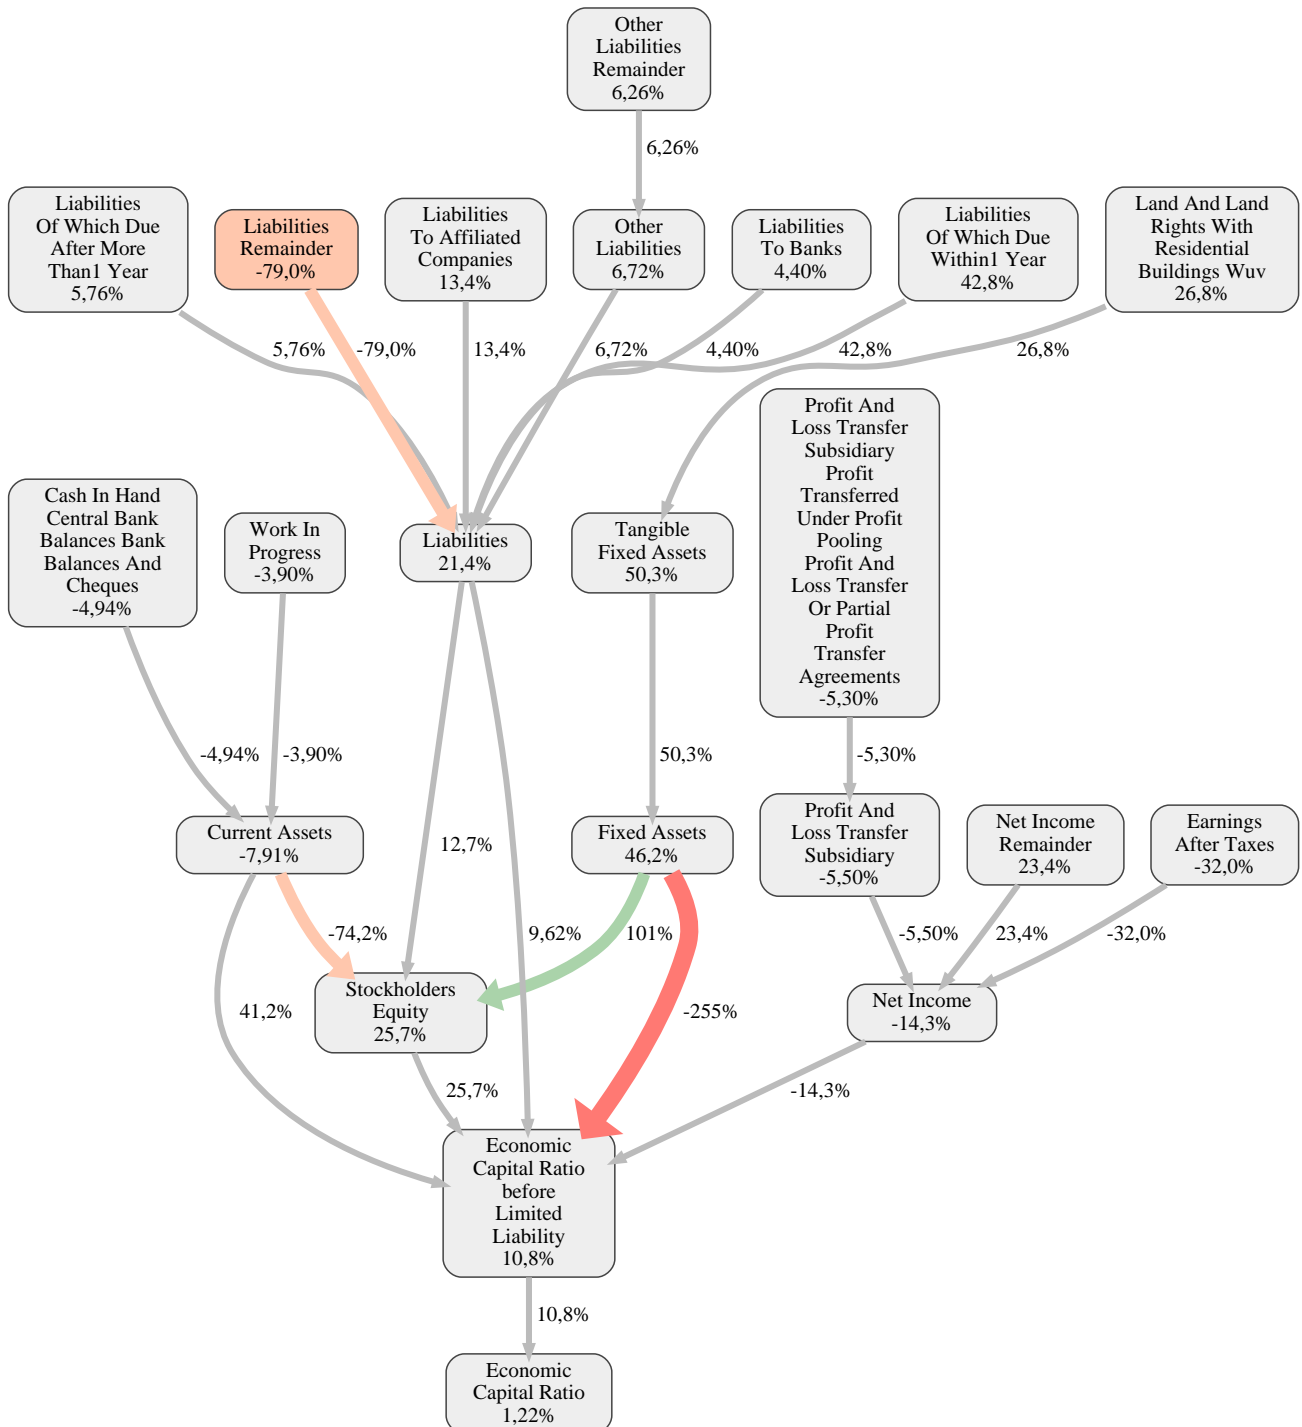 Other
Liabilities
Remainder
6,26%
6,26%
Liabilities
Of Which Due
After More
Than1 Year
5,76%
Liabilities
Remainder
-79,0%
Liabilities
To Affiliated
Companies
13,4%
Other
Liabilities
6,72%
Liabilities
To Banks
4,40%
Liabilities
Of Which Due
Within1 Year
42,8%
Land And Land
Rights With
Residential
Buildings Wuv
26,8%
5,76%
-79,0%
13,4%
6,72%
4,40%
42,8%
26,8%
Profit And
Loss Transfer
Subsidiary
Profit
Transferred
Under Profit
Pooling
Profit And
Loss Transfer
Or Partial
Profit
Transfer
Agreements
-5,30%
Cash In Hand
Central Bank
Balances Bank
Balances And
Cheques
-4,94%
Work In
Progress
-3,90%
Liabilities
21,4%
Tangible
Fixed Assets
50,3%
-4,94%
-3,90%
50,3%
-5,30%
Current Assets
-7,91%
12,7%
Fixed Assets
46,2%
Profit And
Loss Transfer
Subsidiary
-5,50%
Net Income
Remainder
23,4%
Earnings
After Taxes
-32,0%
-74,2%
9,62%
101%
-5,50%
23,4%
-32,0%
41,2%
Stockholders
Equity
25,7%
-255%
Net Income
-14,3%
25,7%
-14,3%
Economic
Capital Ratio
before
Limited
Liability
10,8%
10,8%
Economic
Capital Ratio
1,22%